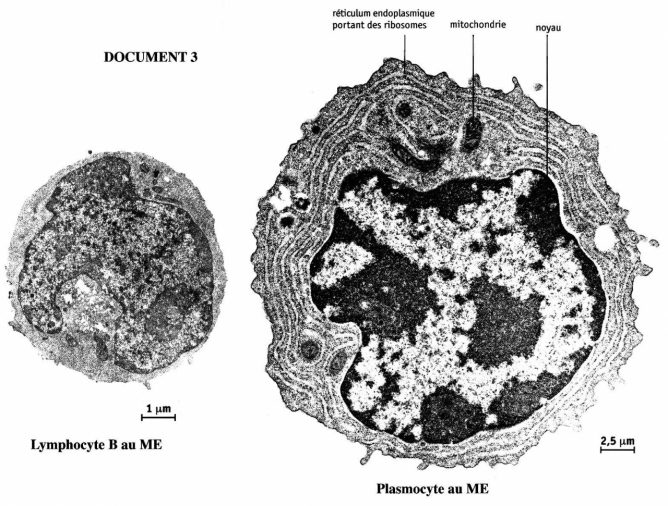 réticulum endoplasmique
portant des ribosomes
mitochondrie
noyau
DOCUMENT 3
1 µm
Lymphocyte B au ME
2,5 µm
Plasmocyte au ME